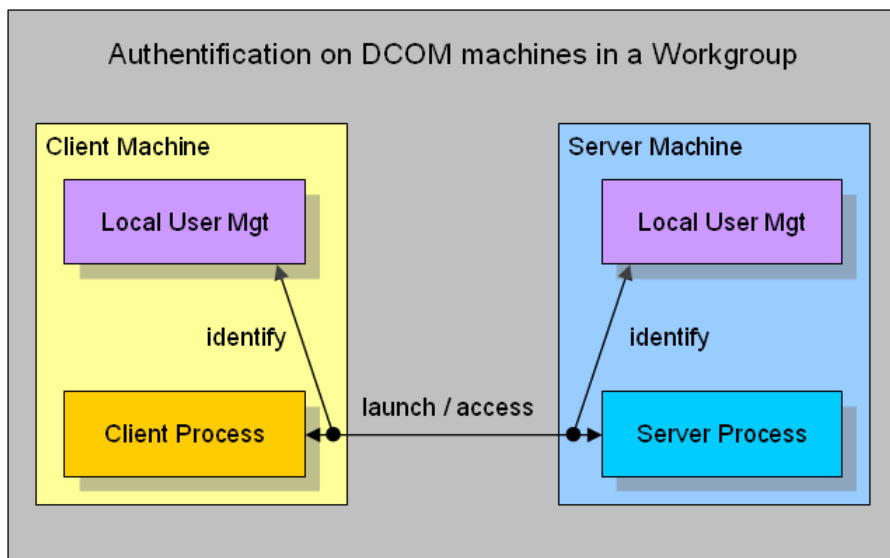 Authentification on DCOM machines in a Workgroup
Client Machine
Server Machine
Local User Mgt
Local User Mgt
identify
identify
launch / access
Client Process
Server Process